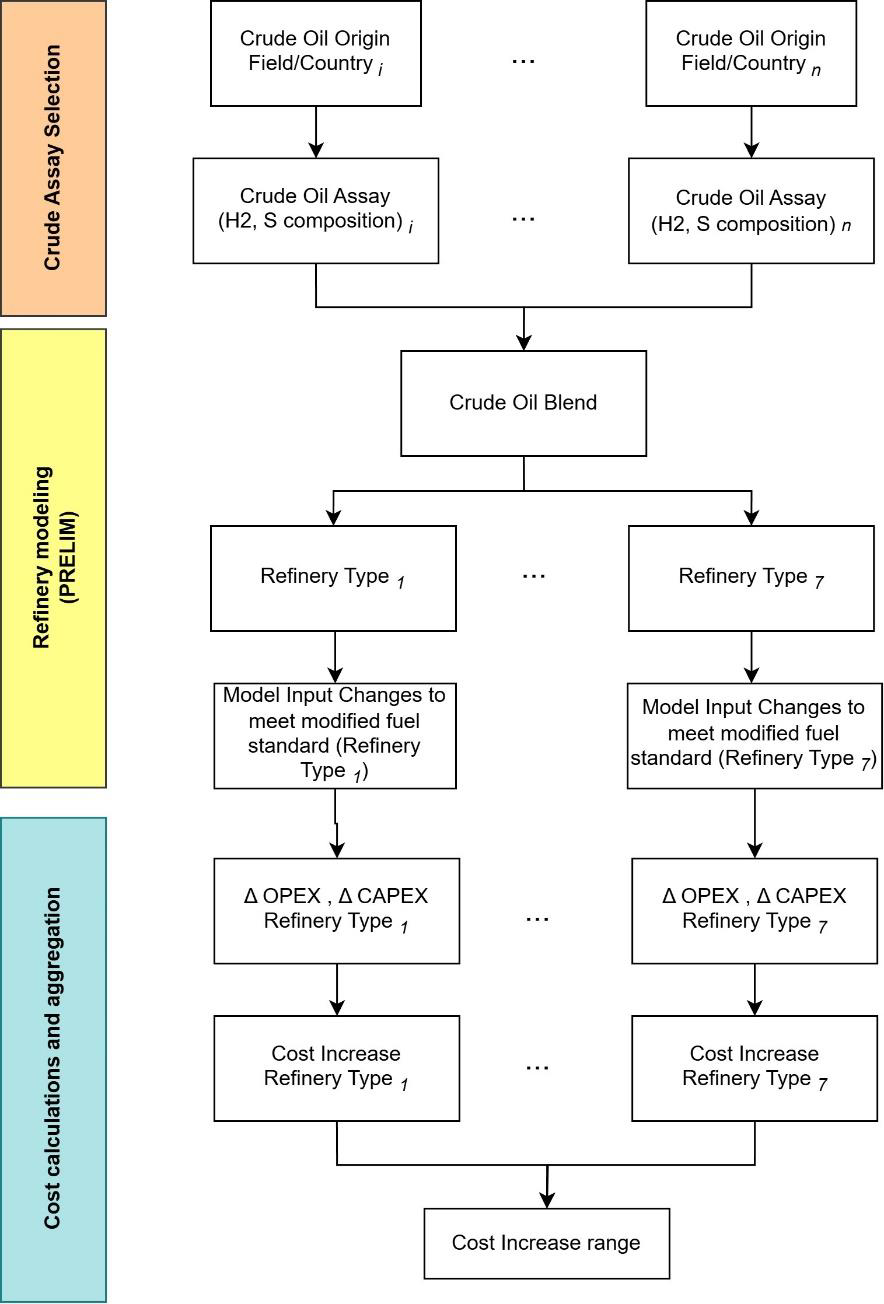 Crude Assay Selection
Crude Oil Origin
Field/Country i
...
Crude Oil Origin
Field/Country n
Crude Oil Assay
(H2, S composition) i
...
Crude Oil Assay
(H2, S composition) n
Refinery modeling
(PRELIM)
Crude Oil Blend
Refinery Type 1
...
Refinery Type 7
Model Input Changes to
meet modified fuel
standard (Refinery
Type 1)
Model Input Changes to
meet modified fuel
standard (Refinery Type 7)
Cost calculations and aggregation
Δ OPEX , Δ CAPEX
Refinery Type 1
...
Δ OPEX , Δ CAPEX
Refinery Type 7
Cost Increase
Refinery Type 1
...
Cost Increase
Refinery Type 7
Cost Increase range